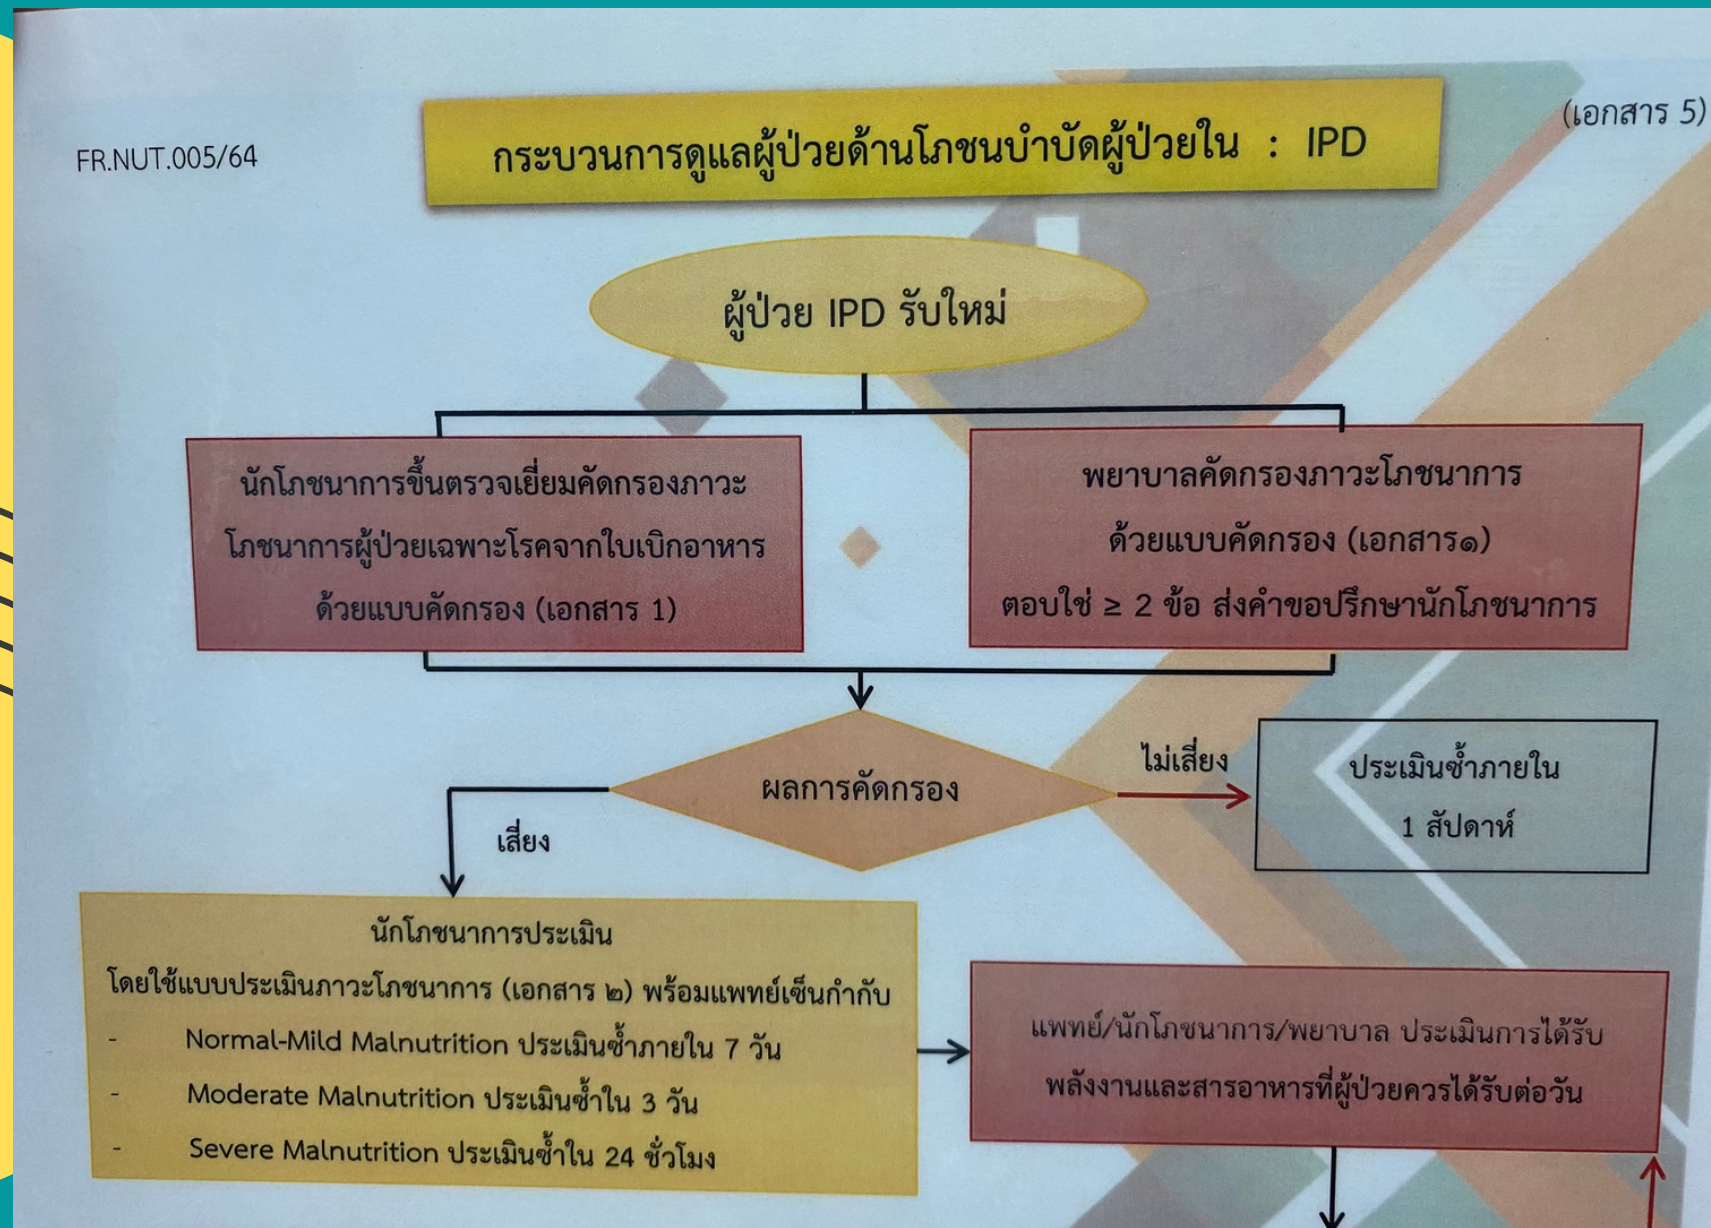 (เอกสาร 5)
FR.NUT.005/64
กระบวนการดูแลผู้ป่วยด้านโภชนบำบัดผู้ป่วยใน : IPD
ผู้ป่วย IPD รับใหม่
นักโภชนาการขึ้นตรวจเยี่ยมคัดกรองภาวะ
โภชนาการผู้ป่วยเฉพาะโรคจากใบเบิกอาหาร
ด้วยแบบคัดกรอง (เอกสาร 1)
พยาบาลคัดกรองภาวะโภชนาการ
ด้วยแบบคัดกรอง (เอกสาร๑)
ตอบใช่ ≥ 2 ข้อ ส่งคำขอปรึกษานักโภชนาการ
ผลการคัดกรอง
ไม่เสี่ยง
ประเมินซ้ำภายใน
1 สัปดาห์
เสี่ยง
นักโภชนาการประเมิน
โดยใช้แบบประเมินภาวะโภชนาการ (เอกสาร ๒) พร้อมแพทย์เซ็นกำกับ
- Normal-Mild Malnutrition ประเมินซ้ำภายใน 7 วัน
- Moderate Malnutrition ประเมินซ้ำใน 3 วัน
- Severe Malnutrition ประเมินซ้ำใน 24 ชั่วโมง
แพทย์/นักโภชนาการ/พยาบาล ประเมินการได้รับ
พลังงานและสารอาหารที่ผู้ป่วยควรได้รับต่อวัน